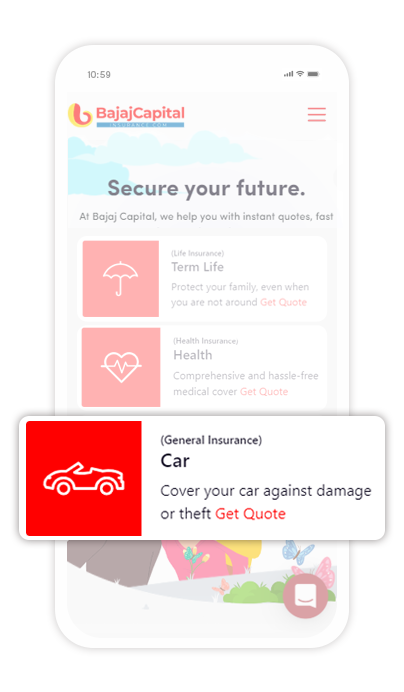 10:59
BajajCapital
INSURANCE.COM
Secure your future.
At Bajaj Capital, we help you with instant quotes, fast
(Life Insurance)
Term Life
Protect your family, even when
you are not around Get Quote
(Health Insurance)
Health
Comprehensive and hassle-free
medical cover Get Quote
(General Insurance)
Car
Cover your car against damage
or theft Get Quote